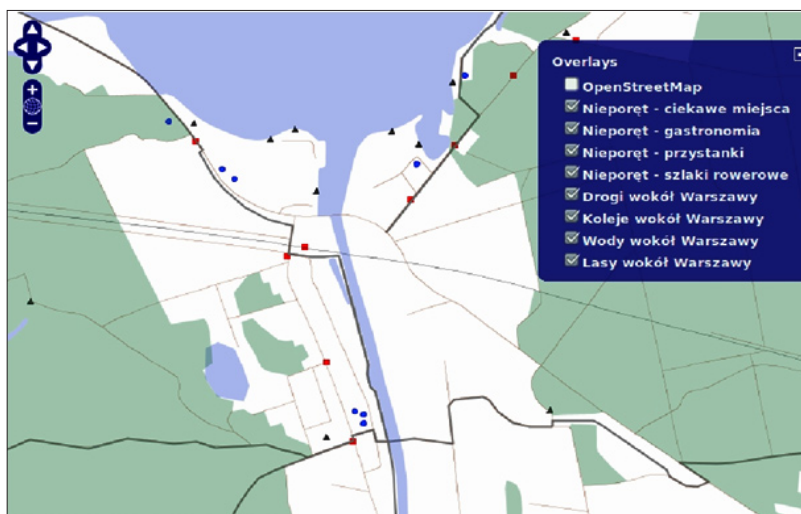 Overlays
OpenStreetMap
Nieporęt - ciekawe miejsca
Nieporęt - gastronomia
Nieporęt - przystanki
Nieporęt - szlaki rowerowe
Drogi wokół Warszawy
Koleje wokół Warszawy
Wody wokół Warszawy
Lasy wokół Warszawy